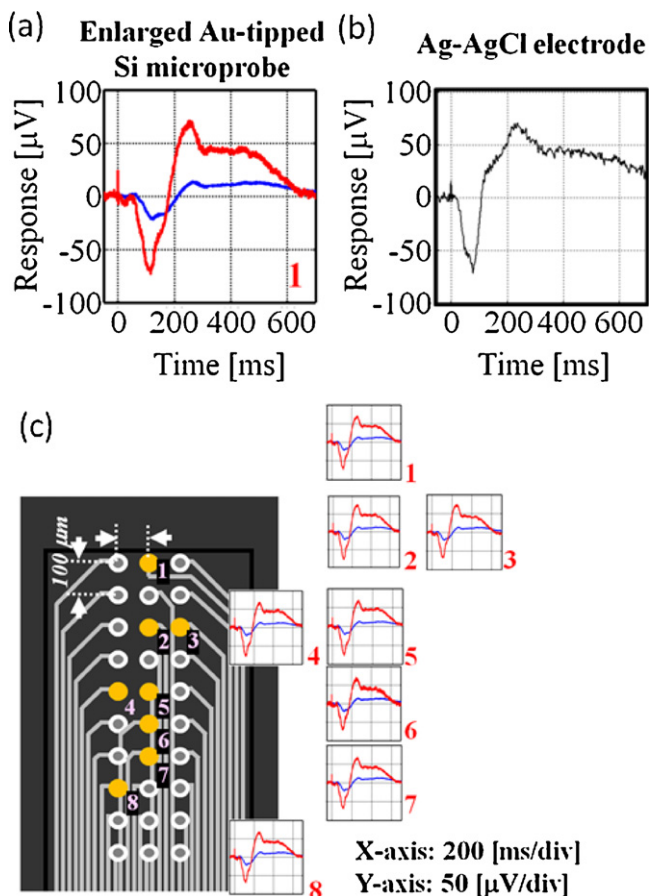 (a)
Enlarged Au-tipped
Si microprobe
Response [μV]
100
50
0
-50
-100
1
0 200 400 600
Time [ms]
(b)
Ag-AgCl electrode
Response [μV]
100
50
0
-50
-100
0 200 400 600
Time [ms]
(c)
100 μm
1
2
3
4
5
6
7
8
1
2
3
4
5
6
7
8
X-axis: 200 [ms/div]
Y-axis: 50 [μV/div]